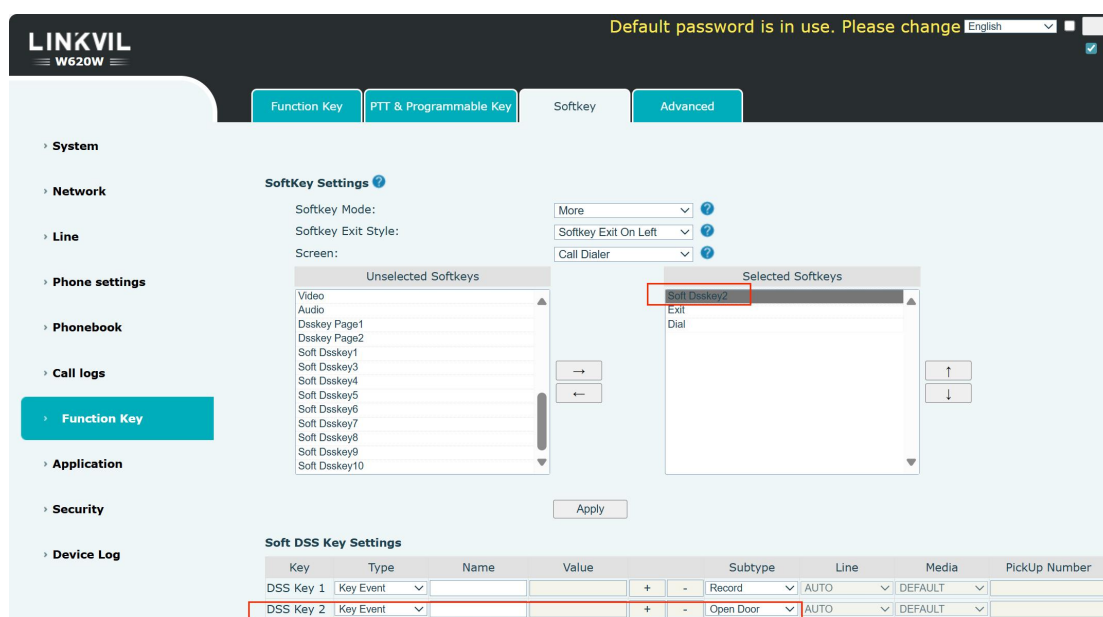 Default password is in use. Please change English
LINKVIL
W620W
Function Key PTT & Programmable Key Softkey Advanced
System
Network
Line
Phone settings
Phonebook
Call logs
Function Key
Application
Security
Device Log
SoftKey Settings ?
Softkey Mode: More ?
Softkey Exit Style: Softkey Exit On Left ?
Screen: Call Dialer ?
Unselected Softkeys
Video
Audio
Dsskey Page1
Dsskey Page2
Soft Dsskey1
Soft Dsskey3
Soft Dsskey4
Soft Dsskey5
Soft Dsskey6
Soft Dsskey7
Soft Dsskey8
Soft Dsskey9
Soft Dsskey10
→
←
Selected Softkeys
Soft Dsskey2
Exit
Dial
↑
↓
Apply
Soft DSS Key Settings
Key Type Name Value Subtype Line Media PickUp Number
DSS Key 1 Key Event + - Record AUTO DEFAULT
DSS Key 2 Key Event + - Open Door AUTO DEFAULT